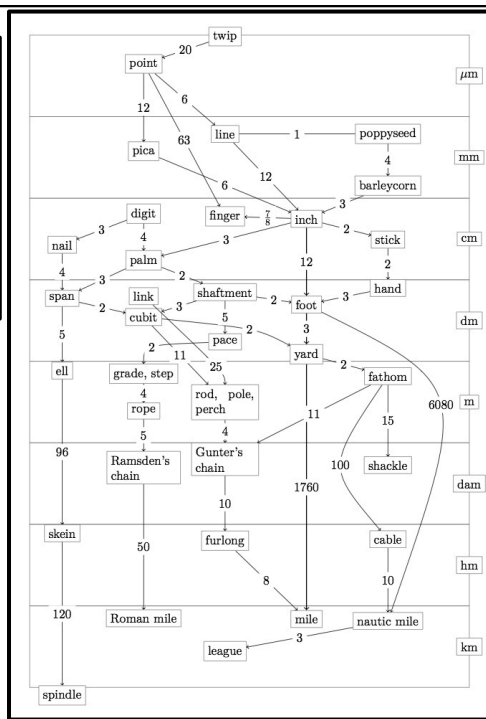 twip
20
point
μm
12
6
63
line
1
poppyseed
pica
4
mm
12
6
barleycorn
3
digit
finger
7/8
inch
3
nail
4
3
2
stick
cm
palm
12
2
4
3
2
hand
span
link
shaftment
2
foot
3
2
cubit
3
5
dm
2
3
5
pace
2
11
yard
2
ell
grade, step
25
fathom
4
rod, pole,
perch
6080
m
rope
11
15
5
4
96
Ramsden's
chain
Gunter's
chain
100
shackle
1760
dam
10
skein
furlong
cable
50
hm
8
10
120
Roman mile
mile
nautic mile
3
league
km
spindle